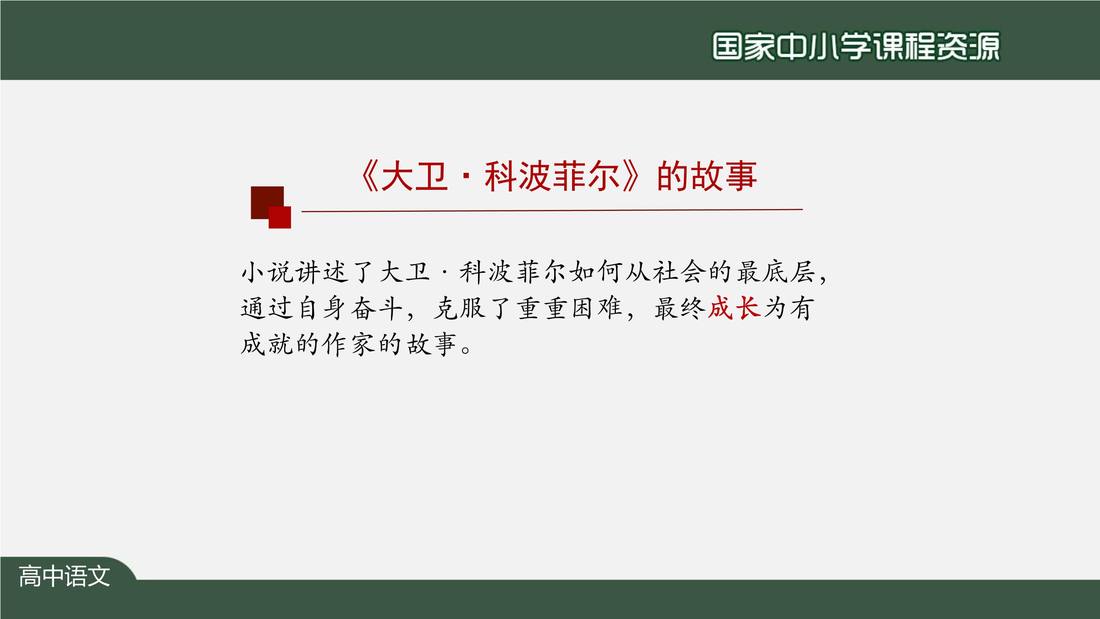 国家中小学课程资源
《大卫·科波菲尔》的故事
小说讲述了大卫·科波菲尔如何从社会的最底层，
通过自身奋斗，克服了重重困难，最终成长为有
成就的作家的故事。
高中语文